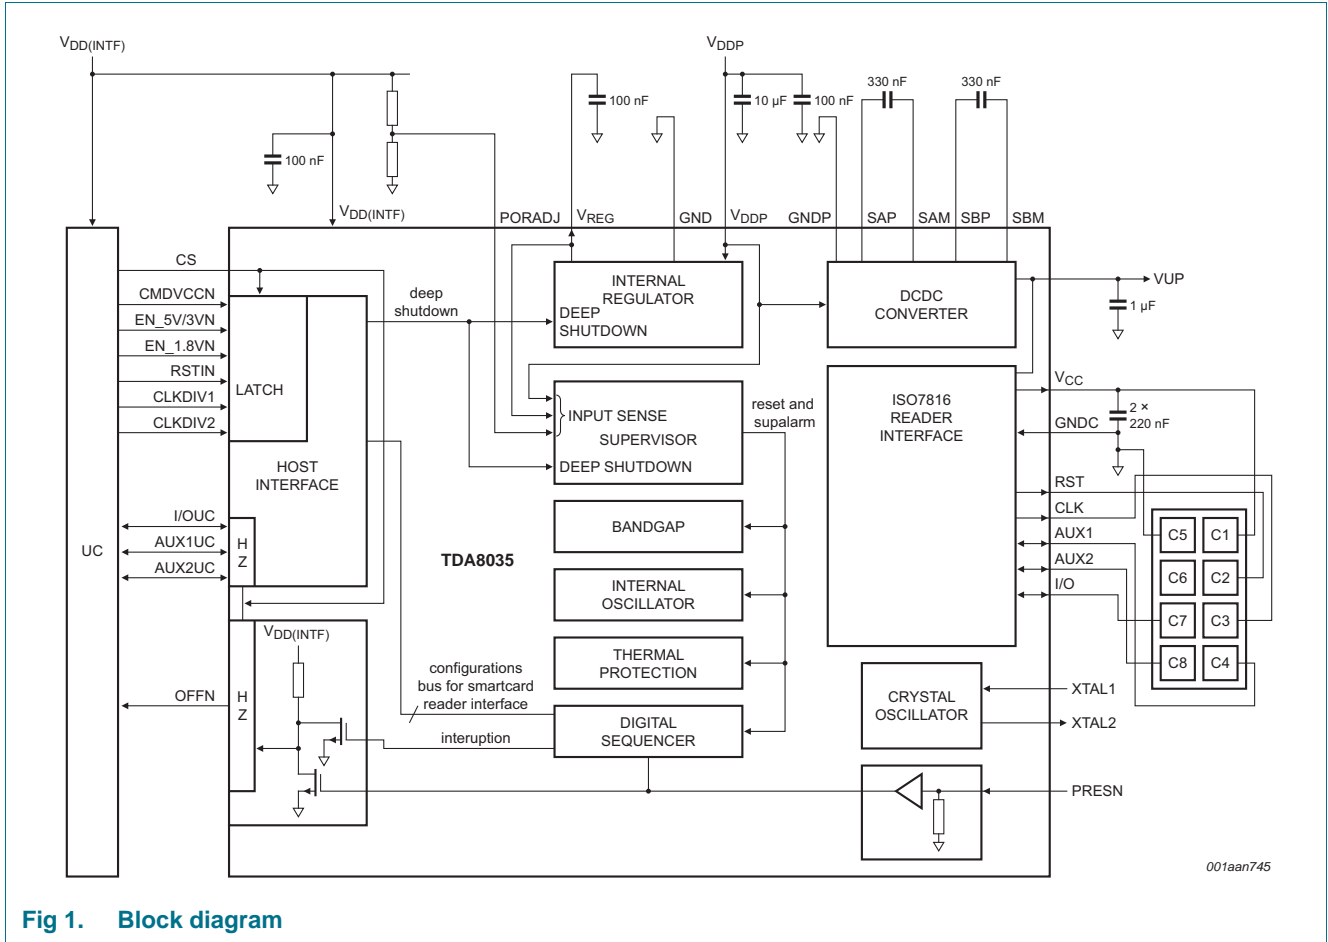 VDD(INTF)
VDDP
330 nF
330 nF
100 nF
10 µF
100 nF
100 nF
VDD(INTF)
PORADJ
VREG
GND
VDDP
GNDP
SAP
SAM
SBP
SBM
CS
CMDVCCN
EN_5V/3VN
EN_1.8VN
RSTIN
CLKDIV1
CLKDIV2
LATCH
HOST
INTERFACE
deep
shutdown
INTERNAL
REGULATOR
DEEP
SHUTDOWN
DCDC
CONVERTER
VUP
1 µF
INPUT SENSE
SUPERVISOR
DEEP SHUTDOWN
reset and
supalarm
ISO7816
READER
INTERFACE
VCC
2 ×
220 nF
GNDC
RST
CLK
AUX1
AUX2
I/O
UC
I/OUC
AUX1UC
AUX2UC
H
Z
TDA8035
BANDGAP
INTERNAL
OSCILLATOR
THERMAL
PROTECTION
DIGITAL
SEQUENCER
C5
C1
C6
C2
C7
C3
C8
C4
VDD(INTF)
OFFN
H
Z
configurations
bus for smartcard
reader interface
interuption
CRYSTAL
OSCILLATOR
XTAL1
XTAL2
PRESN
001aan745
Fig 1. Block diagram